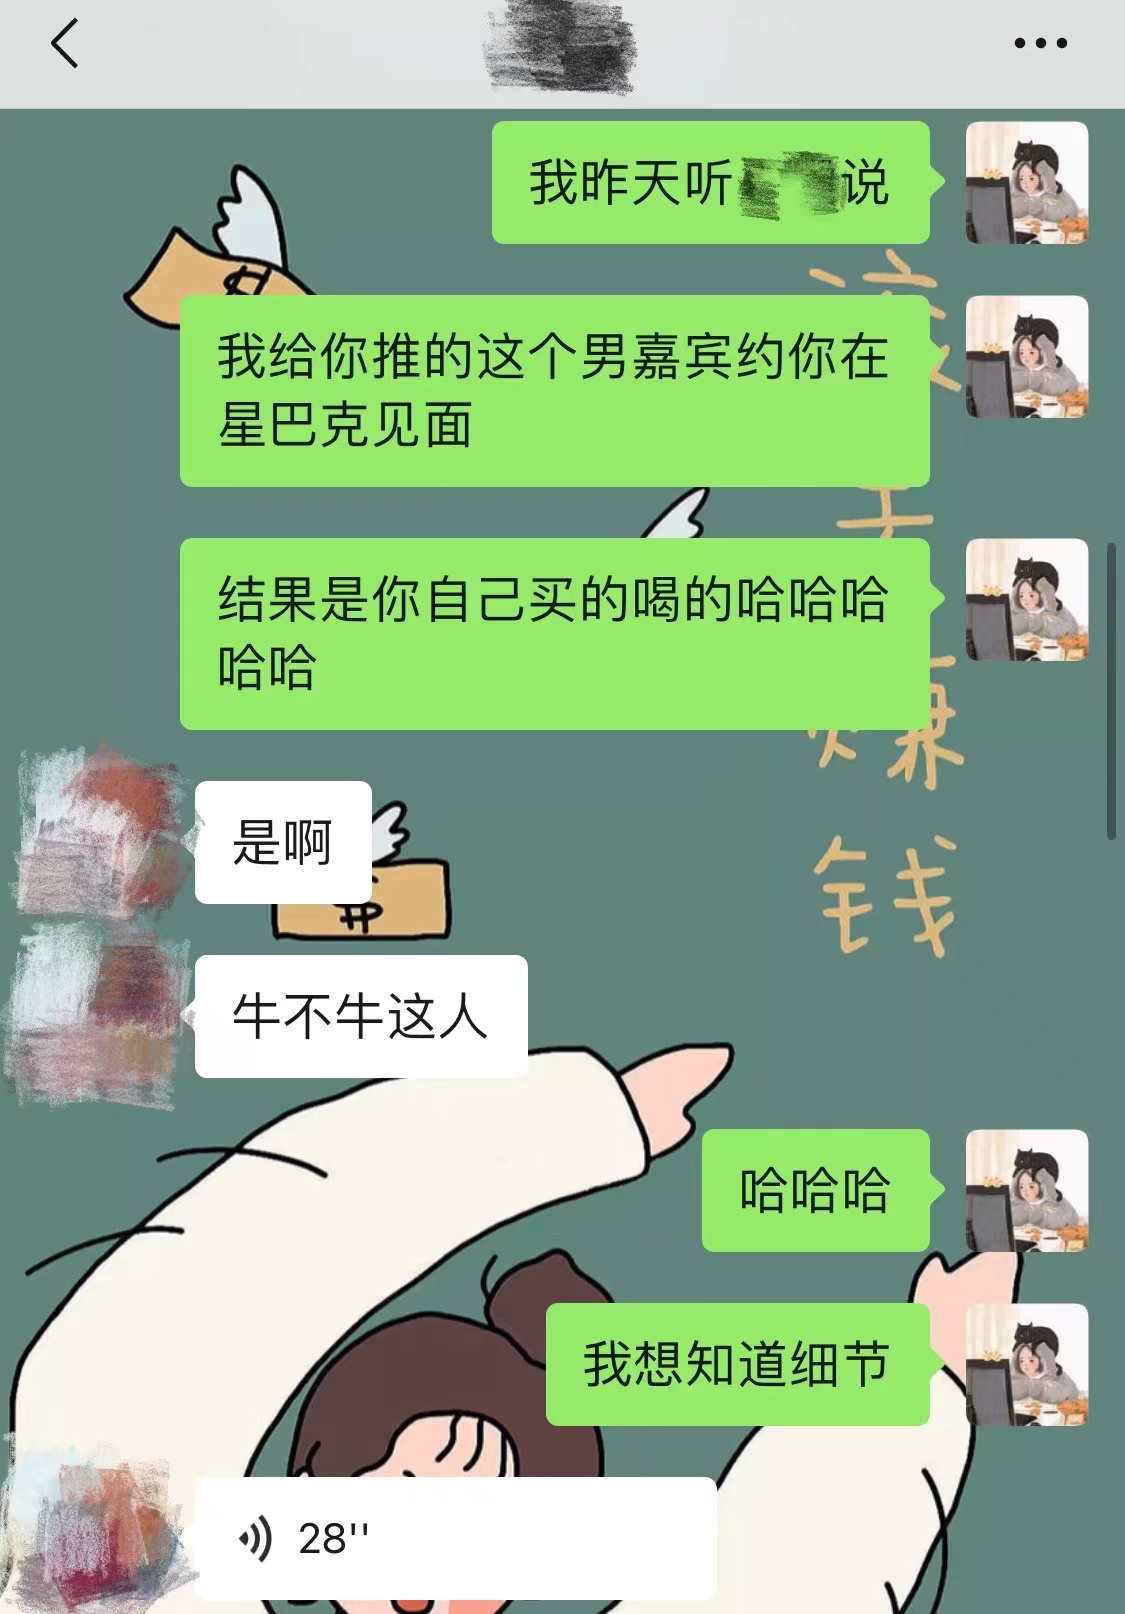 我昨天听说
我给你推的这个男嘉宾约你在
星巴克见面
结果是你自己买的喝的哈哈哈
哈哈
是啊
牛不牛这人
哈哈哈
我想知道细节
28''
赚
钱